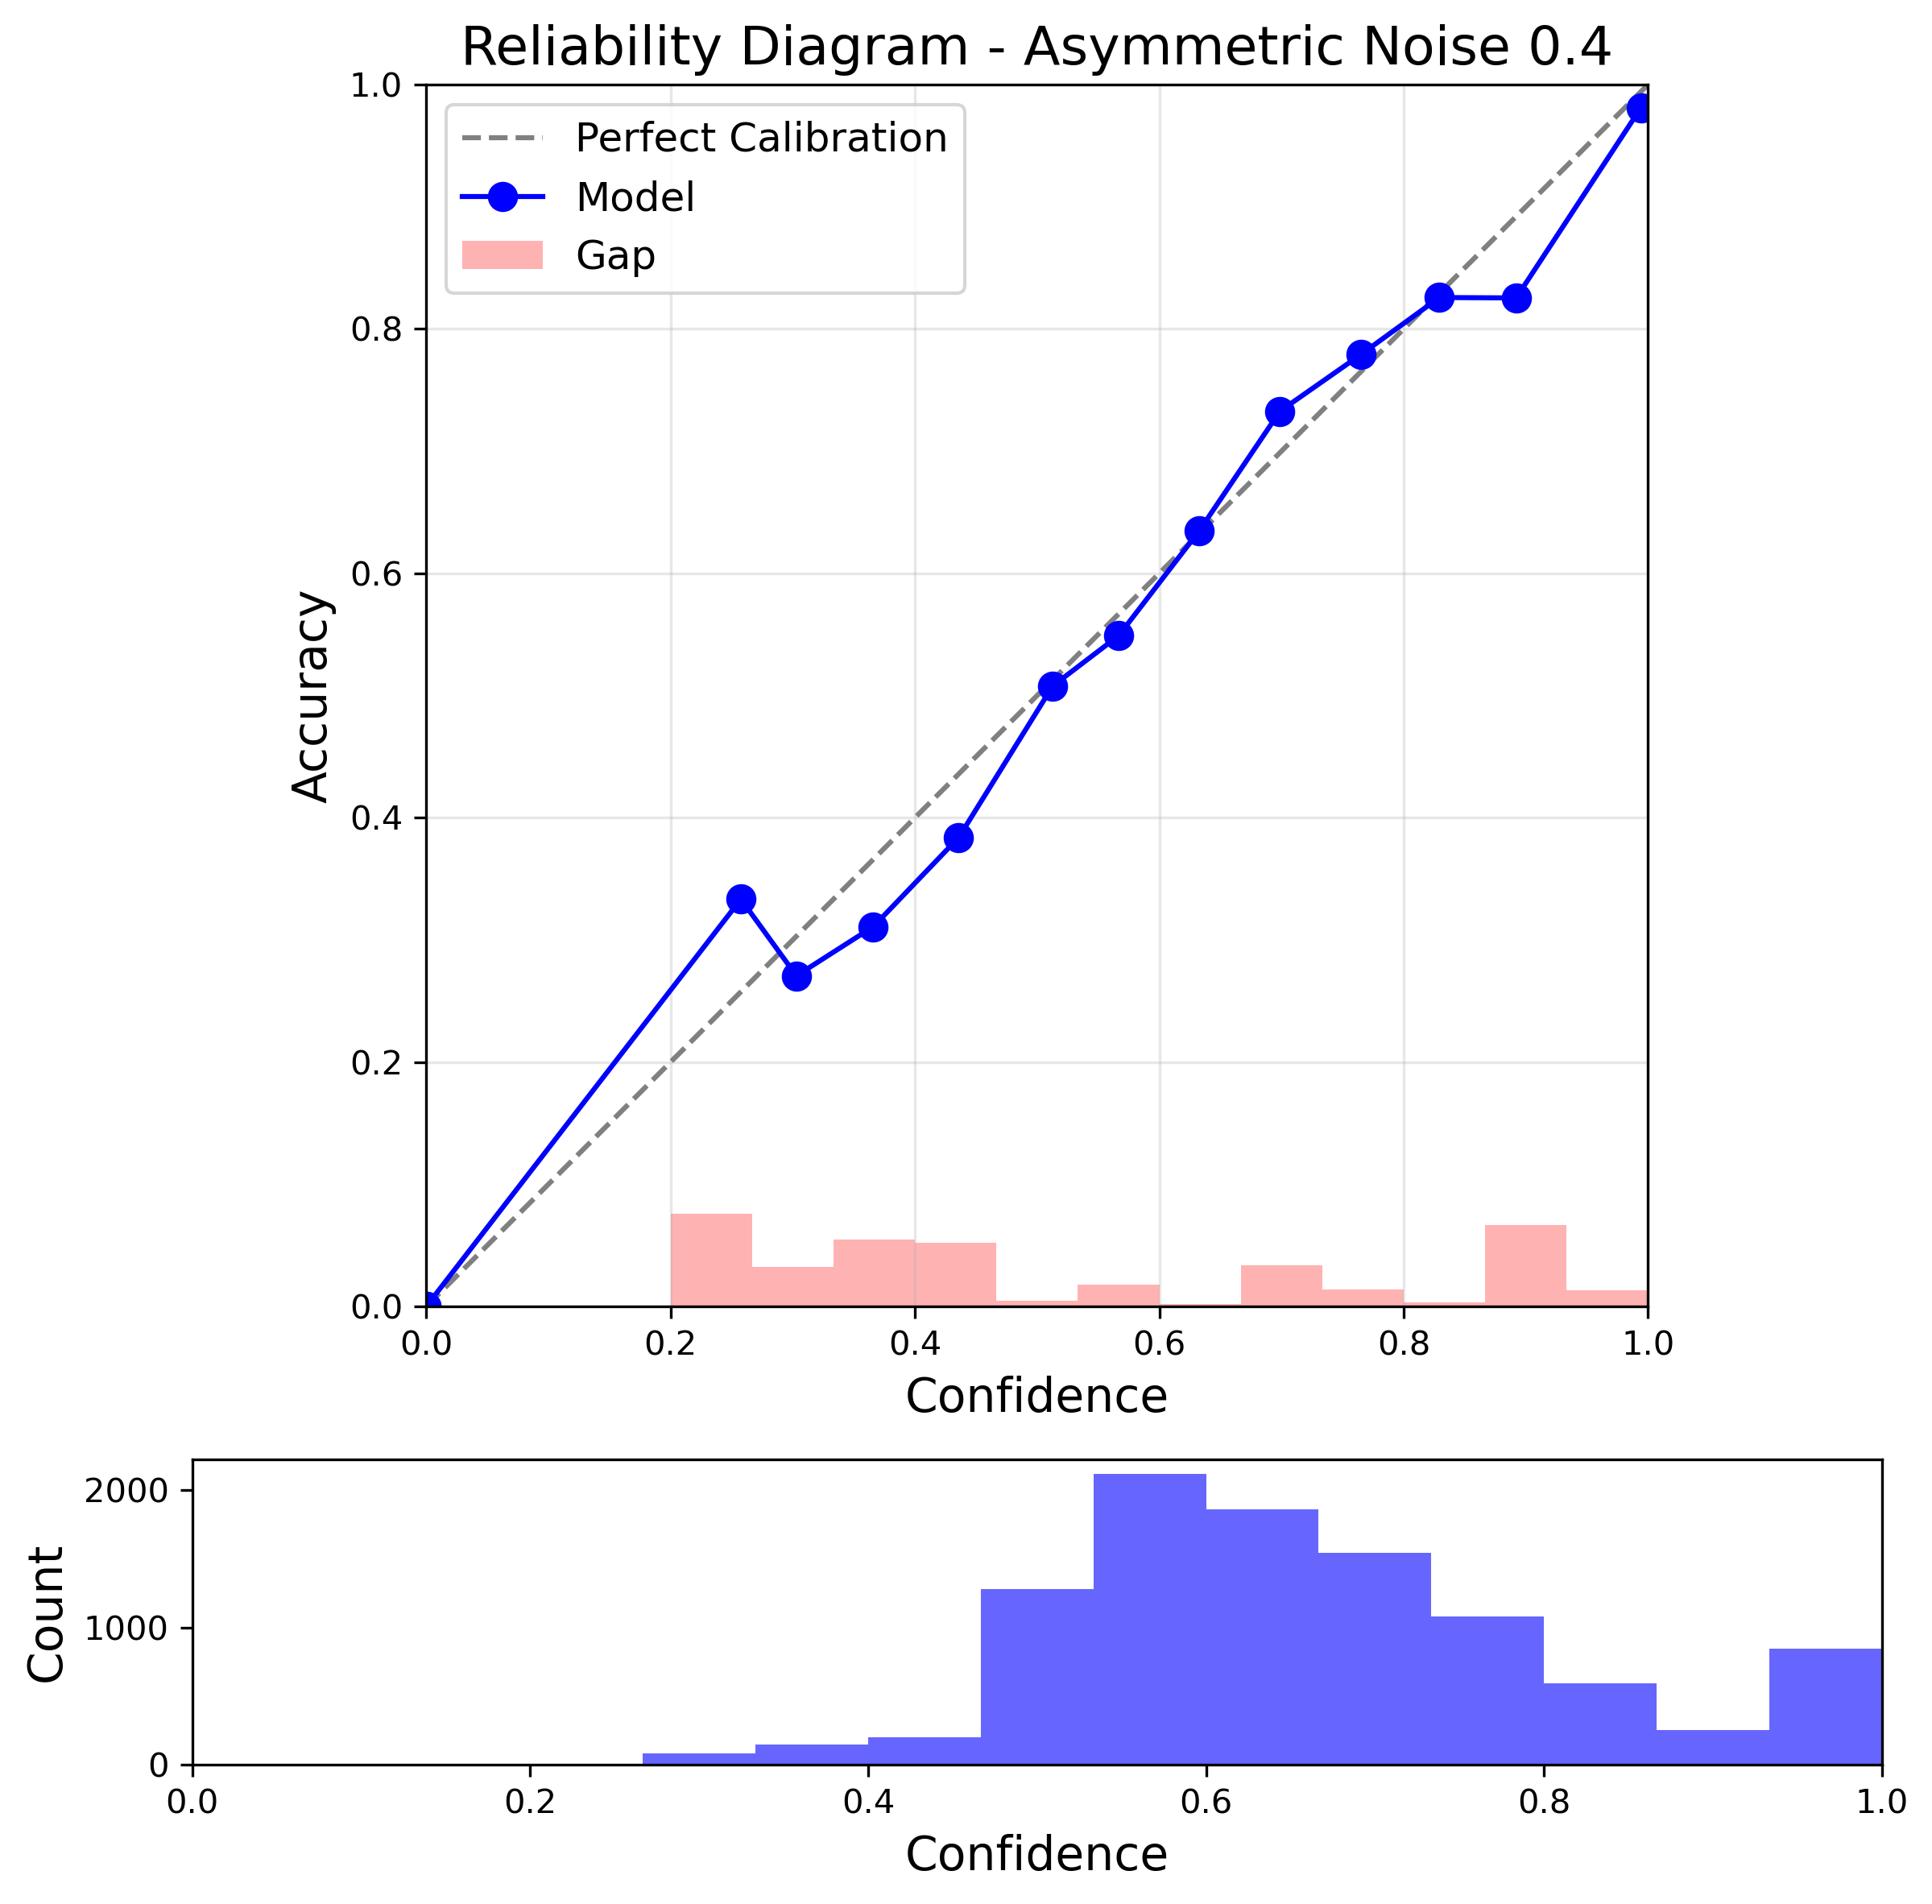 Reliability Diagram - Asymmetric Noise 0.4
1.0
0.8
0.6
0.4
0.2
0.0
Accuracy
Perfect Calibration
Model
Gap
0.0 0.2 0.4 0.6 0.8 1.0
Confidence
2000
1000
0
Count
0.0 0.2 0.4 0.6 0.8 1.0
Confidence